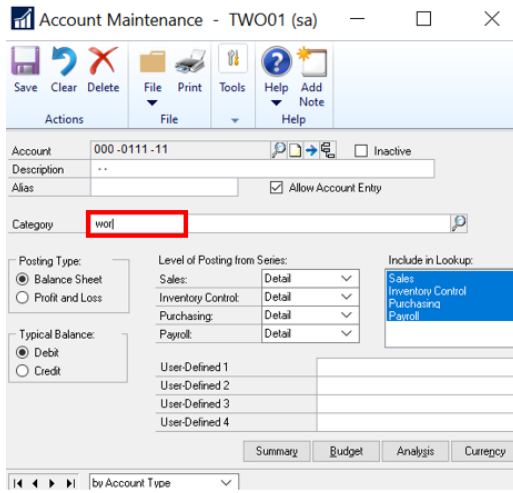 Account Maintenance - TWO01 (sa)
Save Clear Delete File Print Tools Help Add Note
Actions File Help
Account 000 -0111 -11 Inactive
Description - -
Alias Allow Account Entry
Category wor
Posting Type: Level of Posting from Series: Include in Lookup:
Balance Sheet Sales: Detail Sales
Profit and Loss Inventory Control: Detail Inventory Control
Purchasing: Detail Purchasing
Typical Balance: Payroll: Detail Payroll
Debit
Credit User-Defined 1
User-Defined 2
User-Defined 3
User-Defined 4
Summary Budget Analysis Currency
by Account Type